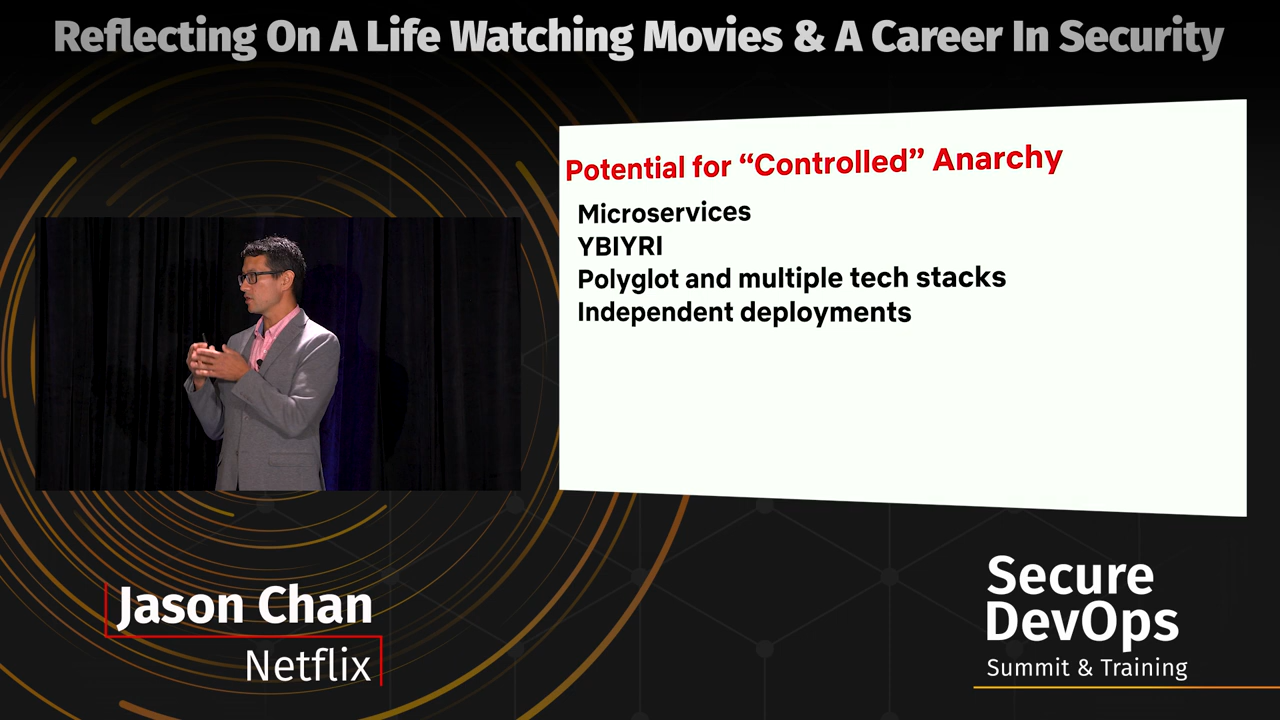 Reflecting On A Life Watching Movies & A Career In Security
Potential for “Controlled” Anarchy
Microservices
YBIYRI
Polyglot and multiple tech stacks
Independent deployments
Jason Chan
Netflix
Secure
DevOps
Summit & Training